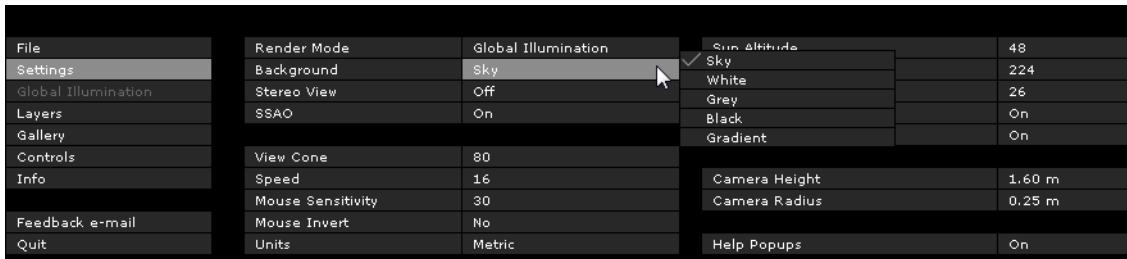 File
Settings
Global Illumination
Layers
Gallery
Controls
Info
Feedback e-mail
Quit
Render Mode Global Illumination
Background Sky
Stereo View Off
SSAO On
View Cone 80
Speed 16
Mouse Sensitivity 30
Mouse Invert No
Units Metric
Sky
White
Grey
Black
Gradient
Sun Altitude 48
224
26
On
On
Camera Height 1.60 m
Camera Radius 0.25 m
Help Popups On